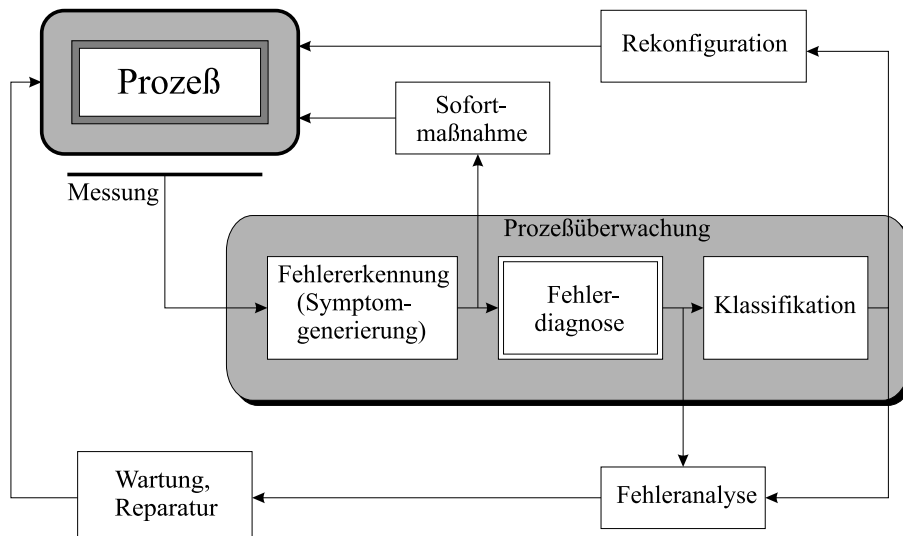 Rekonfiguration
Prozeß
Sofort-
maßnahme
Messung
Prozeßüberwachung
Fehlererkennung
(Symptom-
generierung)
Fehler-
diagnose
Klassifikation
Wartung,
Reparatur
Fehleranalyse